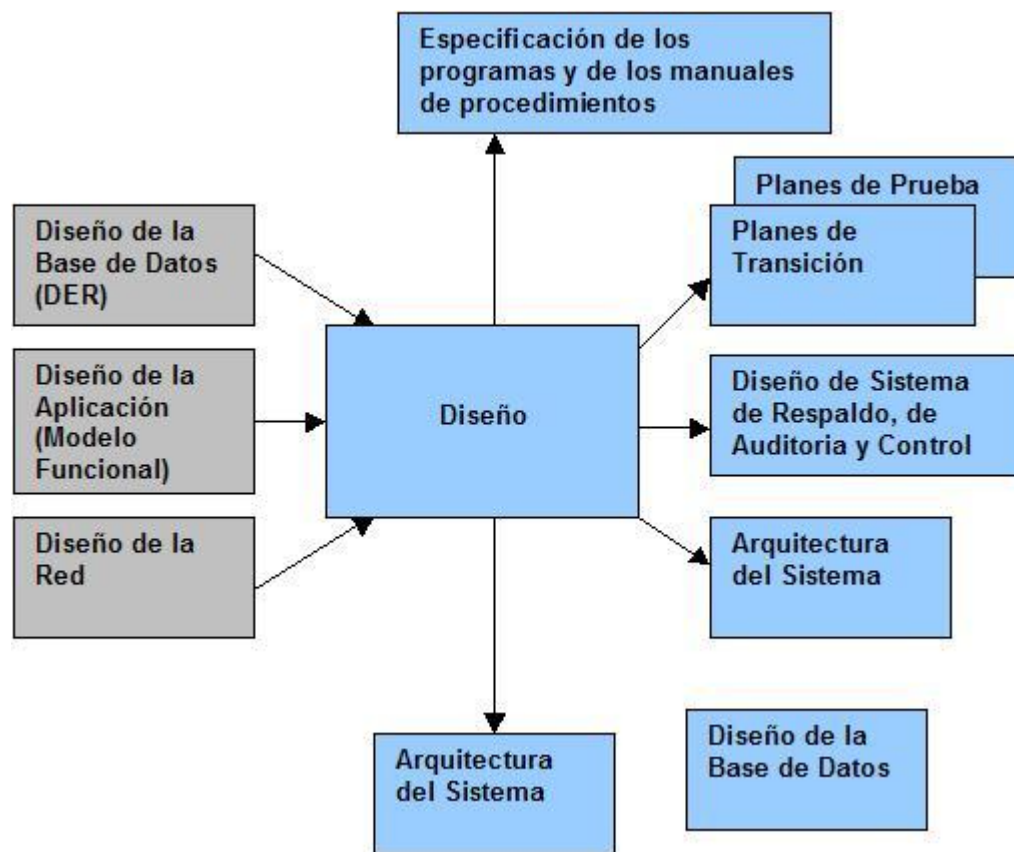 Especificación de los
programas y de los manuales
de procedimientos
Planes de Prueba
Planes de
Transición
Diseño de la
Base de Datos
(DER)
Diseño de la
Aplicación
(Modelo
Funcional)
Diseño
Diseño de Sistema
de Respaldo, de
Auditoria y Control
Diseño de la
Red
Arquitectura
del Sistema
Arquitectura
del Sistema
Diseño de la
Base de Datos